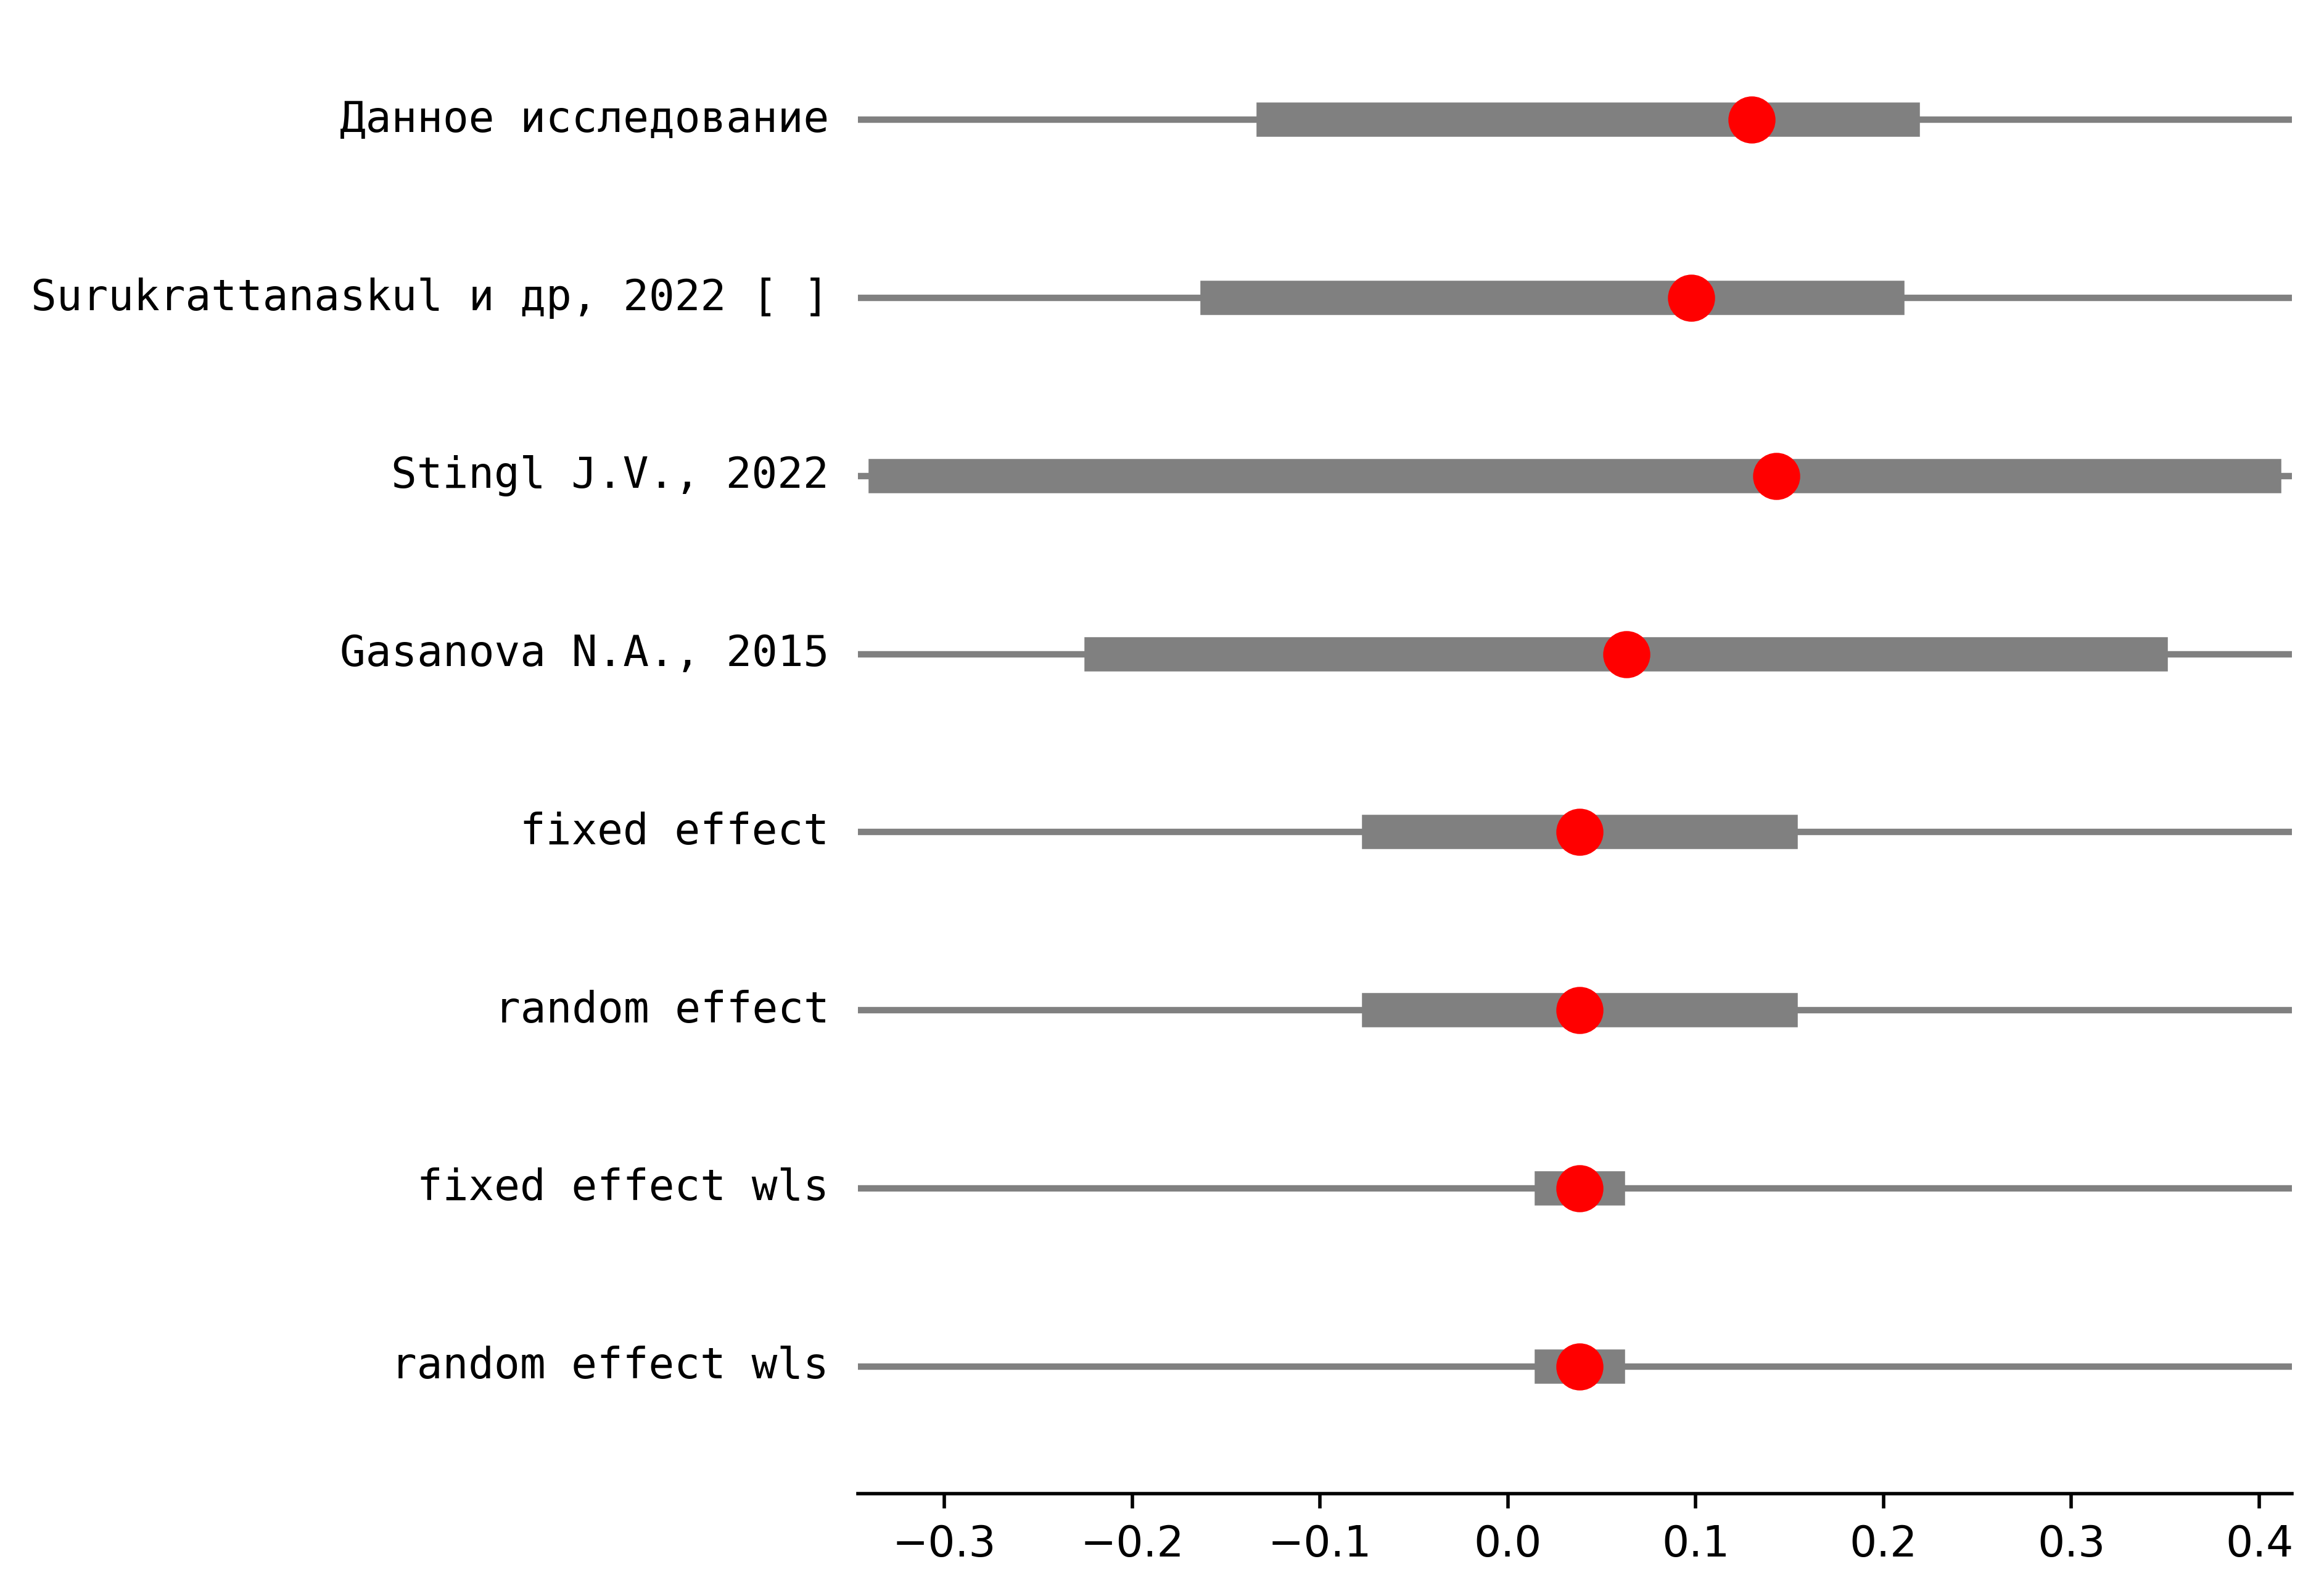 Данное исследование
Surukrattanaskul и др, 2022 [ ]
Stingl J.V., 2022
Gasanova N.A., 2015
fixed effect
random effect
fixed effect wls
random effect wls
−0.3 −0.2 −0.1 0.0 0.1 0.2 0.3 0.4